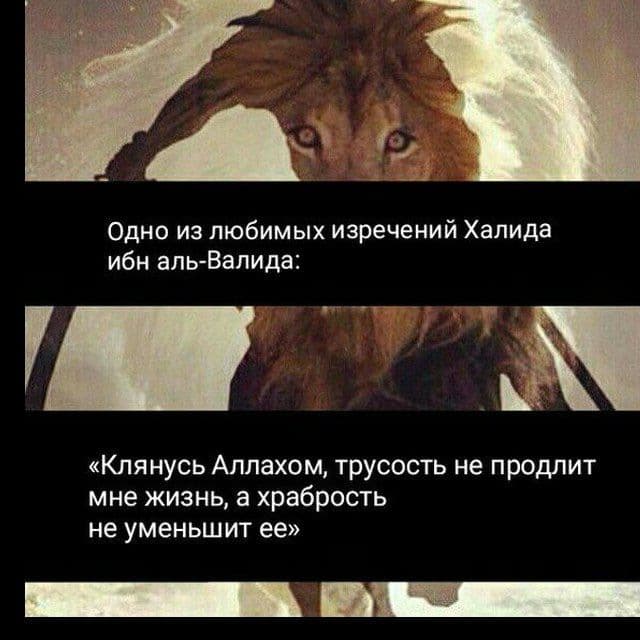 Одно из любимых изречений Халида
ибн аль-Валида:
«Клянусь Аллахом, трусость не продлит
мне жизнь, а храбрость
не уменьшит ее»